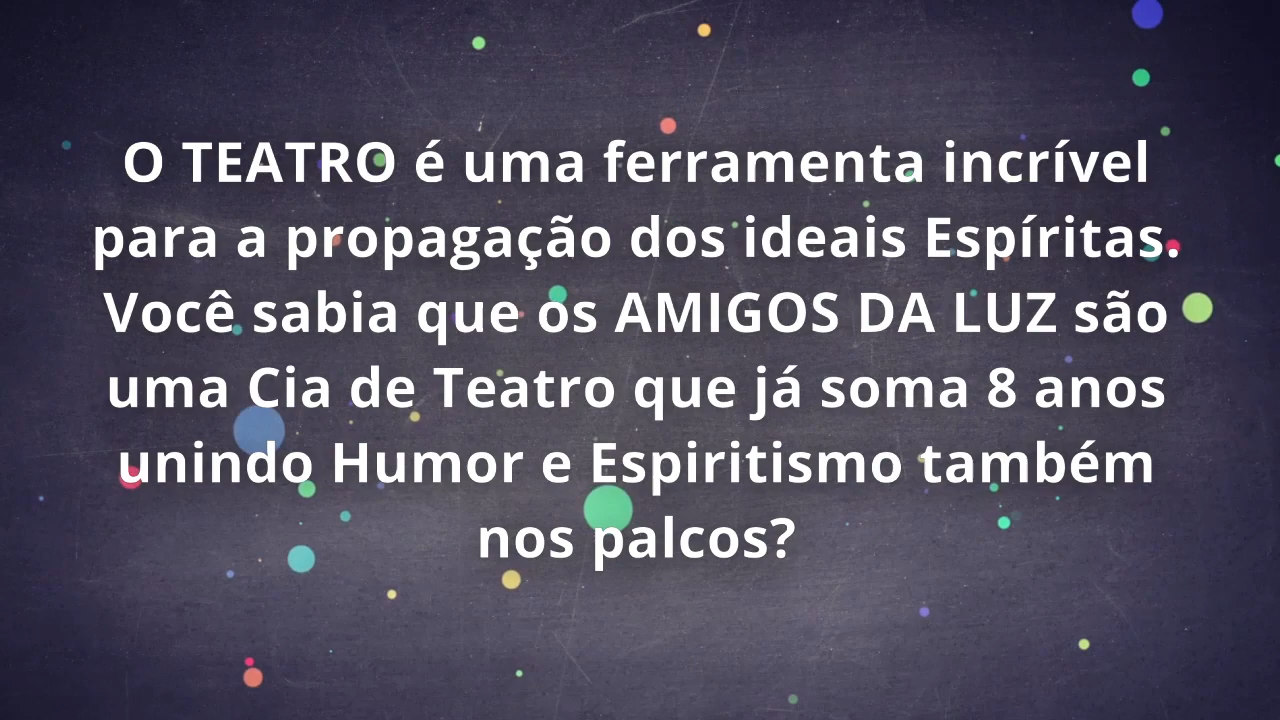 O TEATRO é uma ferramenta incrível
para a propagação dos ideais Espíritas.
Você sabia que os AMIGOS DA LUZ são
uma Cia de Teatro que já soma 8 anos
unindo Humor e Espiritismo também
nos palcos?